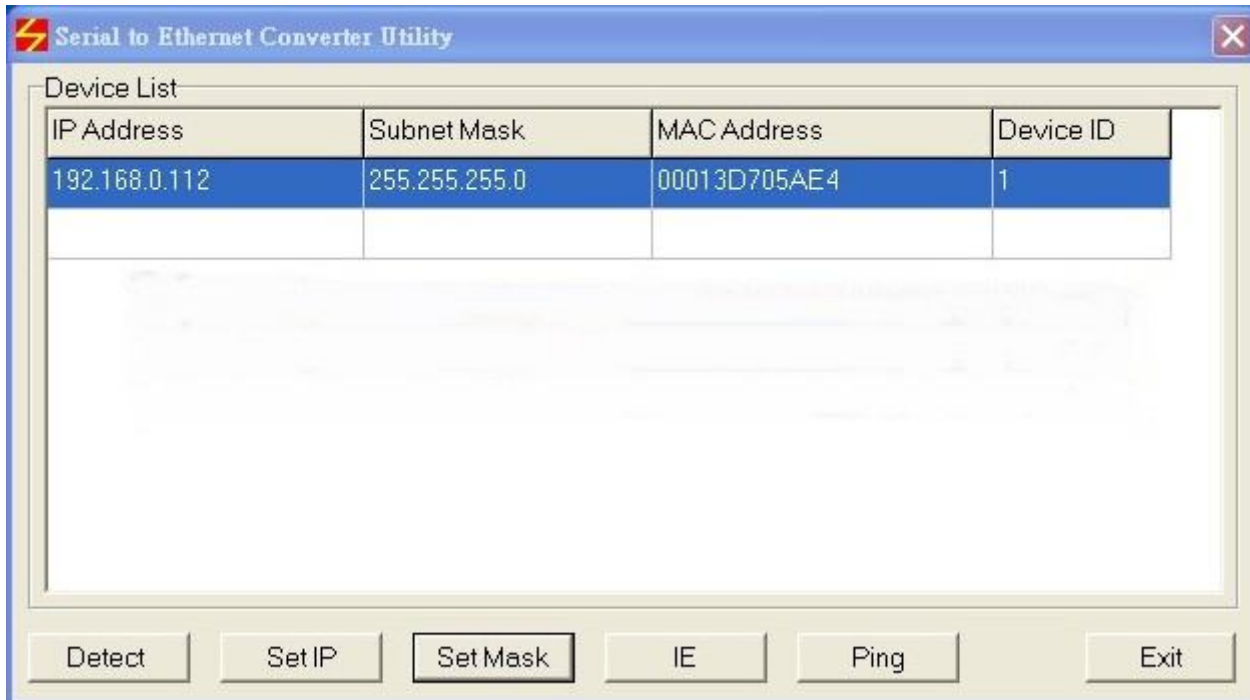 Serial to Ethernet Converter Utility
Device List
IP Address Subnet Mask MAC Address Device ID
192.168.0.112 255.255.255.0 00013D705AE4 1
Detect Set IP Set Mask IE Ping Exit